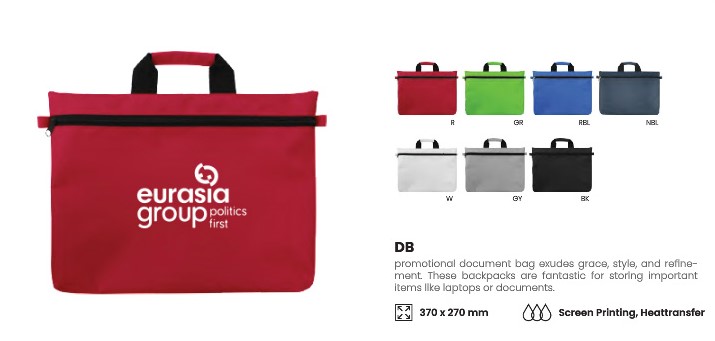 eurasia
group politics
first
R
GR
RBL
NBL
W
GY
BK
DB
promotional document bag exudes grace, style, and refine-
ment. These backpacks are fantastic for storing important
items like laptops or documents.
370 x 270 mm
Screen Printing, Heattransfer